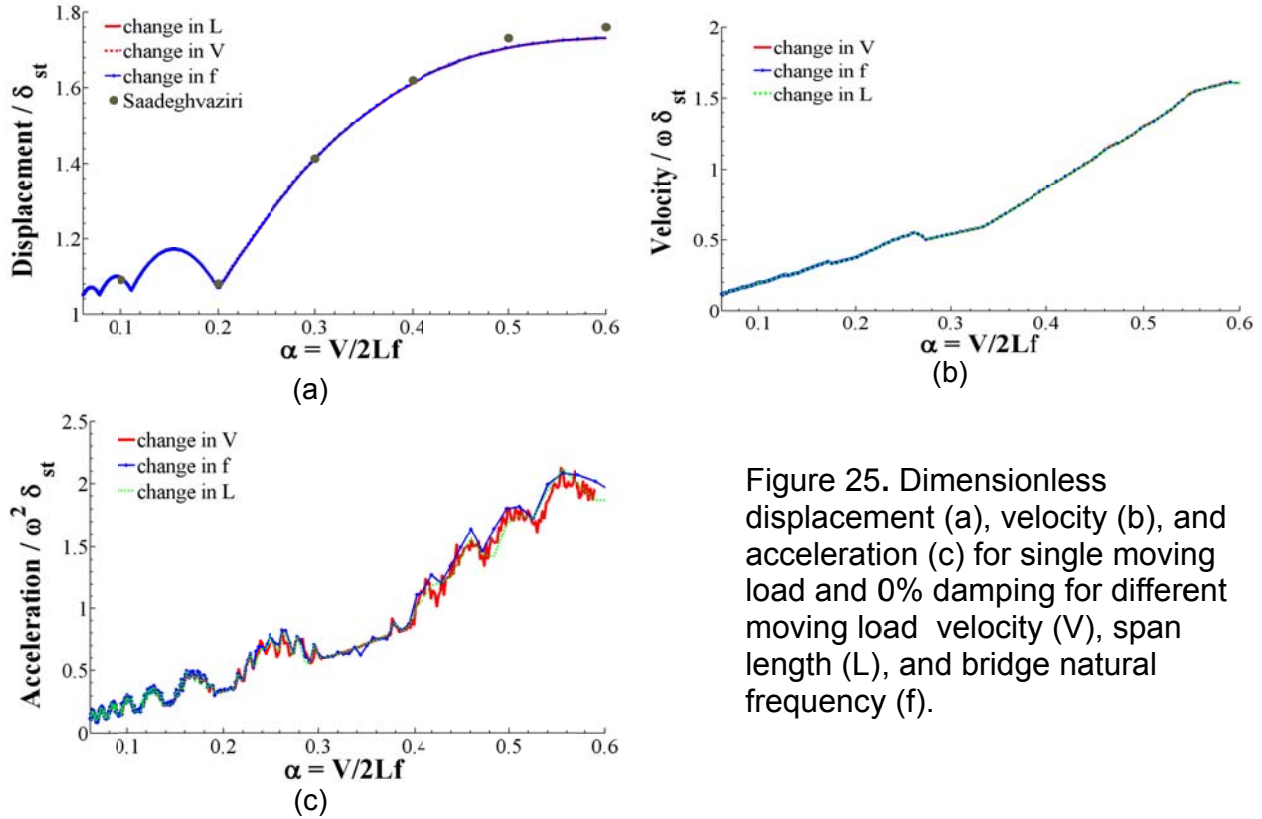 1.8
1.6
1.4
1.2
1
Displacement / δ st
change in L
change in V
change in f
Saadeghvaziri
0.1 0.2 0.3 0.4 0.5 0.6
α = V/2Lf
(a)
2
1.5
1
0.5
0
Velocity / ω δ st
change in V
change in f
change in L
0.1 0.2 0.3 0.4 0.5 0.6
α = V/2Lf
(b)
2.5
2
1.5
1
0.5
0
Acceleration / ω² δ st
change in V
change in f
change in L
0.1 0.2 0.3 0.4 0.5 0.6
α = V/2Lf
(c)
Figure 25. Dimensionless
displacement (a), velocity (b), and
acceleration (c) for single moving
load and 0% damping for different
moving load velocity (V), span
length (L), and bridge natural
frequency (f).